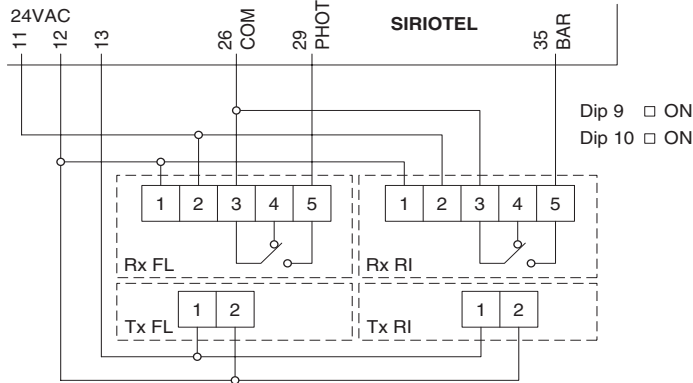 24VAC
SIRIOTEL
11
12
13
26
COM
29
PHOT
35
BAR
Dip 9 □ ON
Dip 10 □ ON
1 2 3 4 5
1 2 3 4 5
Rx FL
Rx RI
1 2
1 2
Tx FL
Tx RI